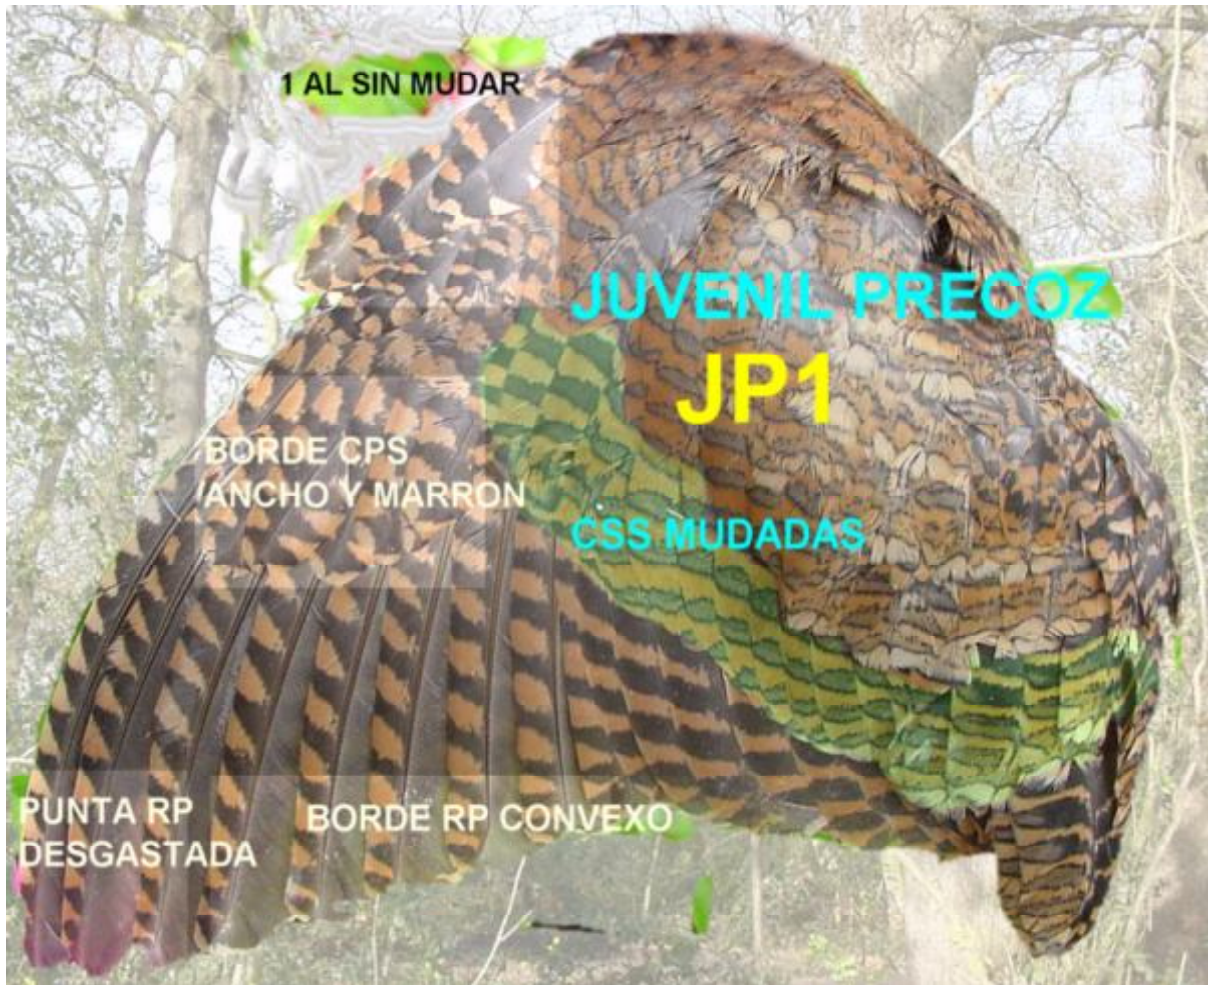 1 AL SIN MUDAR
JUVENIL PRECOZ
JP1
BORDE CPS
ANCHO Y MARRON
CSS MUDADAS
PUNTA RP
DESGASTADA
BORDE RP CONVEXO